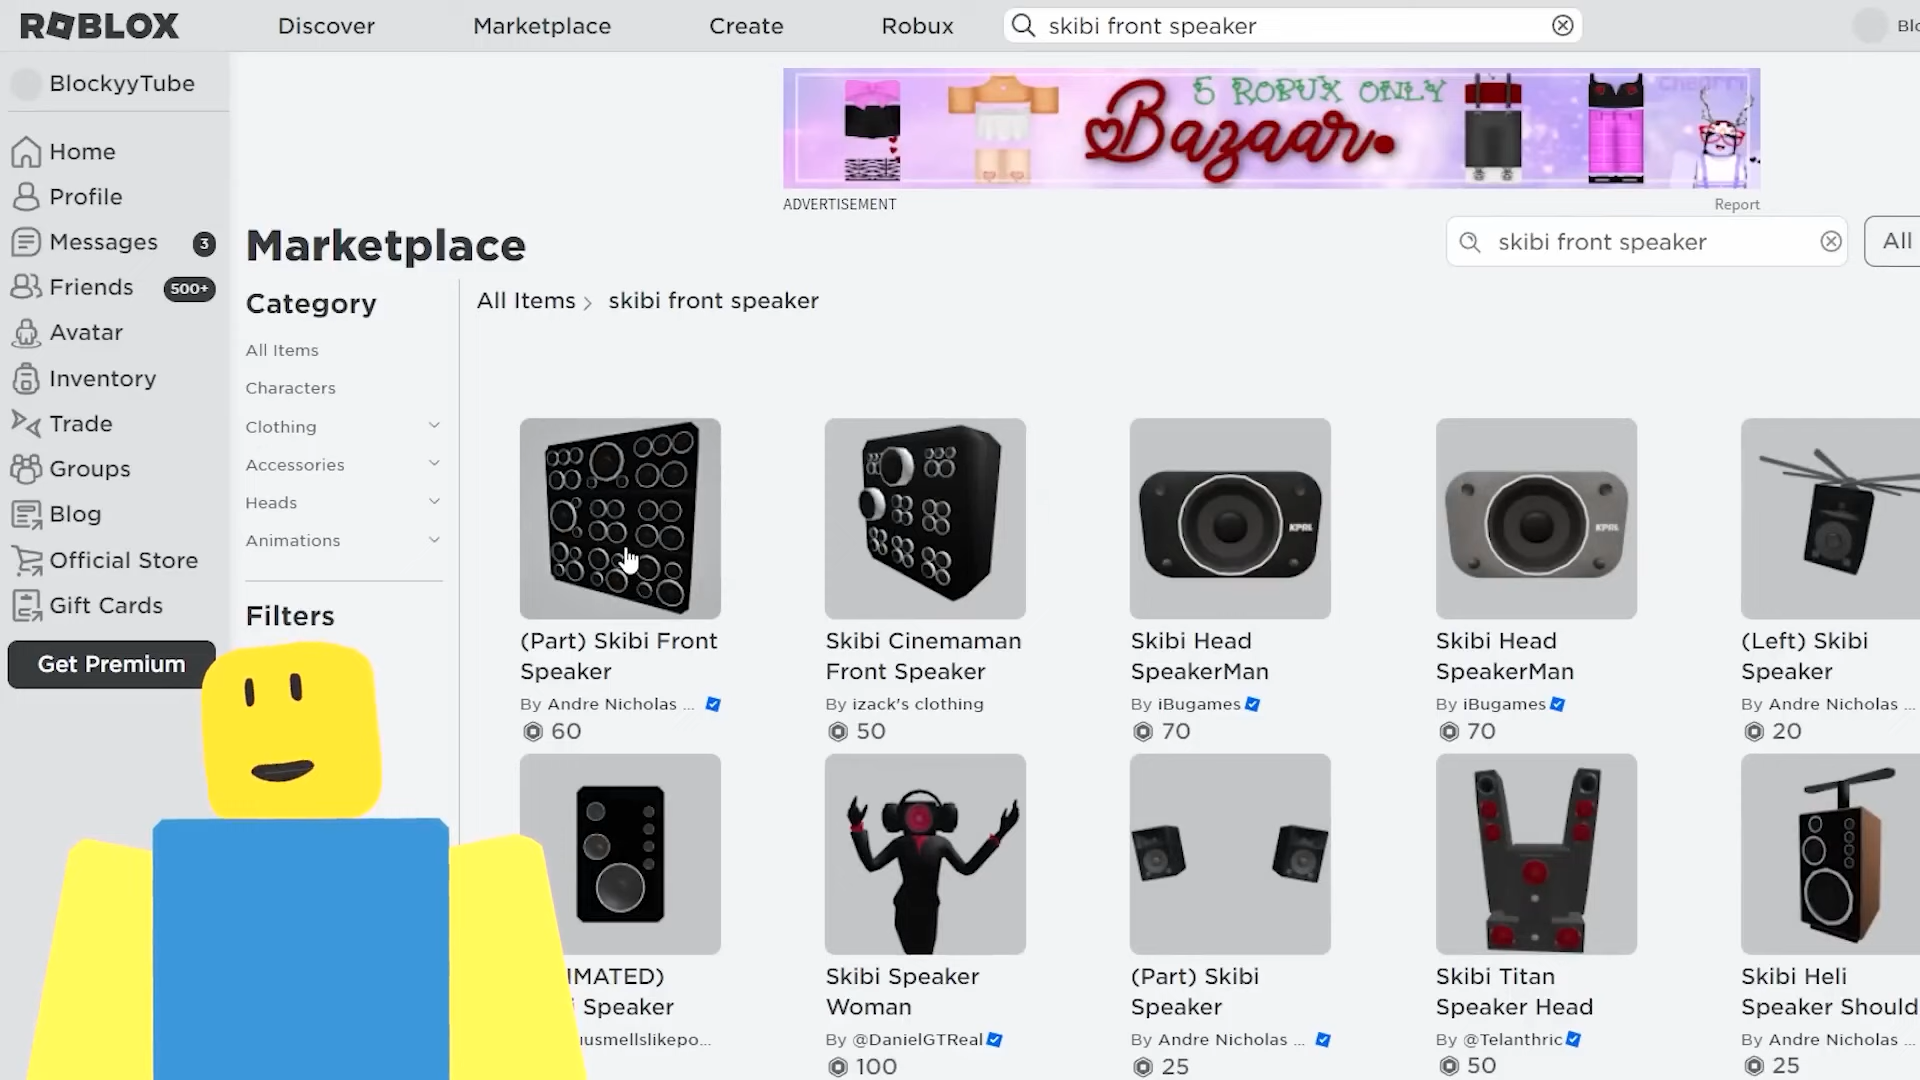 ROBLOX
Discover
Marketplace
Create
Robux
skibi front speaker
BlockyyTube
Home
Profile
Messages
3
Friends
500+
Avatar
Inventory
Trade
Groups
Blog
Official Store
Gift Cards
Get Premium
5 ROBUX ONLY
Bazaar
ADVERTISEMENT
Report
Marketplace
skibi front speaker
All
Category
All Items
Characters
Clothing
Accessories
Heads
Animations
Filters
All Items > skibi front speaker
(Part) Skibi Front
Speaker
By Andre Nicholas ...
60
Skibi Cinemaman
Front Speaker
By izack's clothing
50
KPRL
Skibi Head
SpeakerMan
By iBugames
70
KPRL
Skibi Head
SpeakerMan
By iBugames
70
(Left) Skibi
Speaker
By Andre Nicholas ...
20
IMATED)
Speaker
usmellslikepo...
Skibi Speaker
Woman
By @DanielGTReal
100
(Part) Skibi
Speaker
By Andre Nicholas ...
25
Skibi Titan
Speaker Head
By @Telanthric
50
Skibi Heli
Speaker Should
By Andre Nicholas ...
25